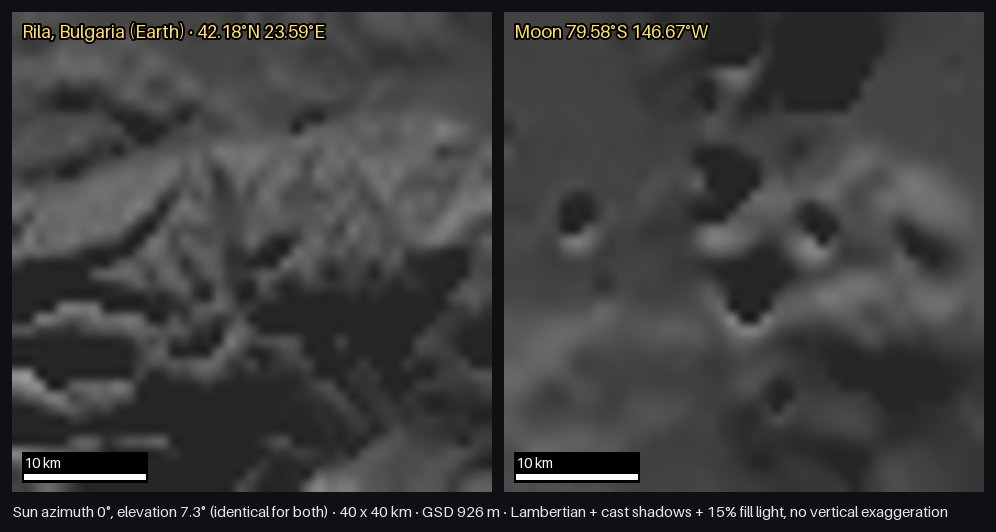 Rila, Bulgaria (Earth) · 42.18°N 23.59°E
Moon 79.58°S 146.67°W
10 km
10 km
Sun azimuth 0°, elevation 7.3° (identical for both) · 40 x 40 km · GSD 926 m · Lambertian + cast shadows + 15% fill light, no vertical exaggeration